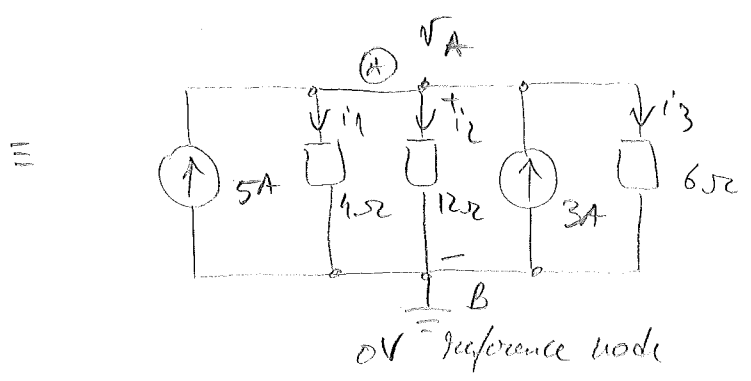 V_A
A
≡ 5A i1 4Ω + i2 12Ω 3A i3 6Ω
− B
0V reference node